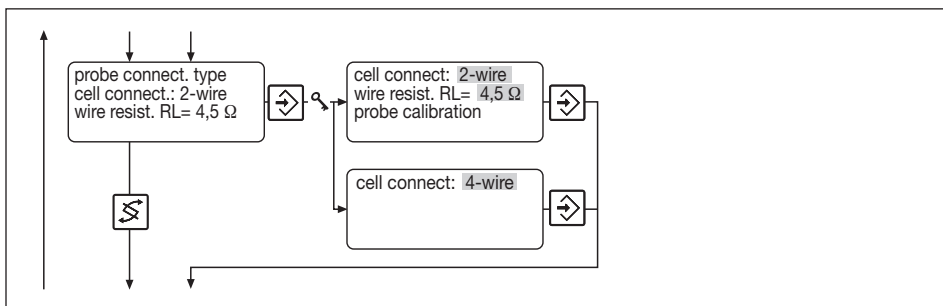 probe connect. type
cell connect.: 2-wire
wire resist. RL= 4,5 Ω
cell connect: 2-wire
wire resist. RL= 4,5 Ω
probe calibration
cell connect: 4-wire